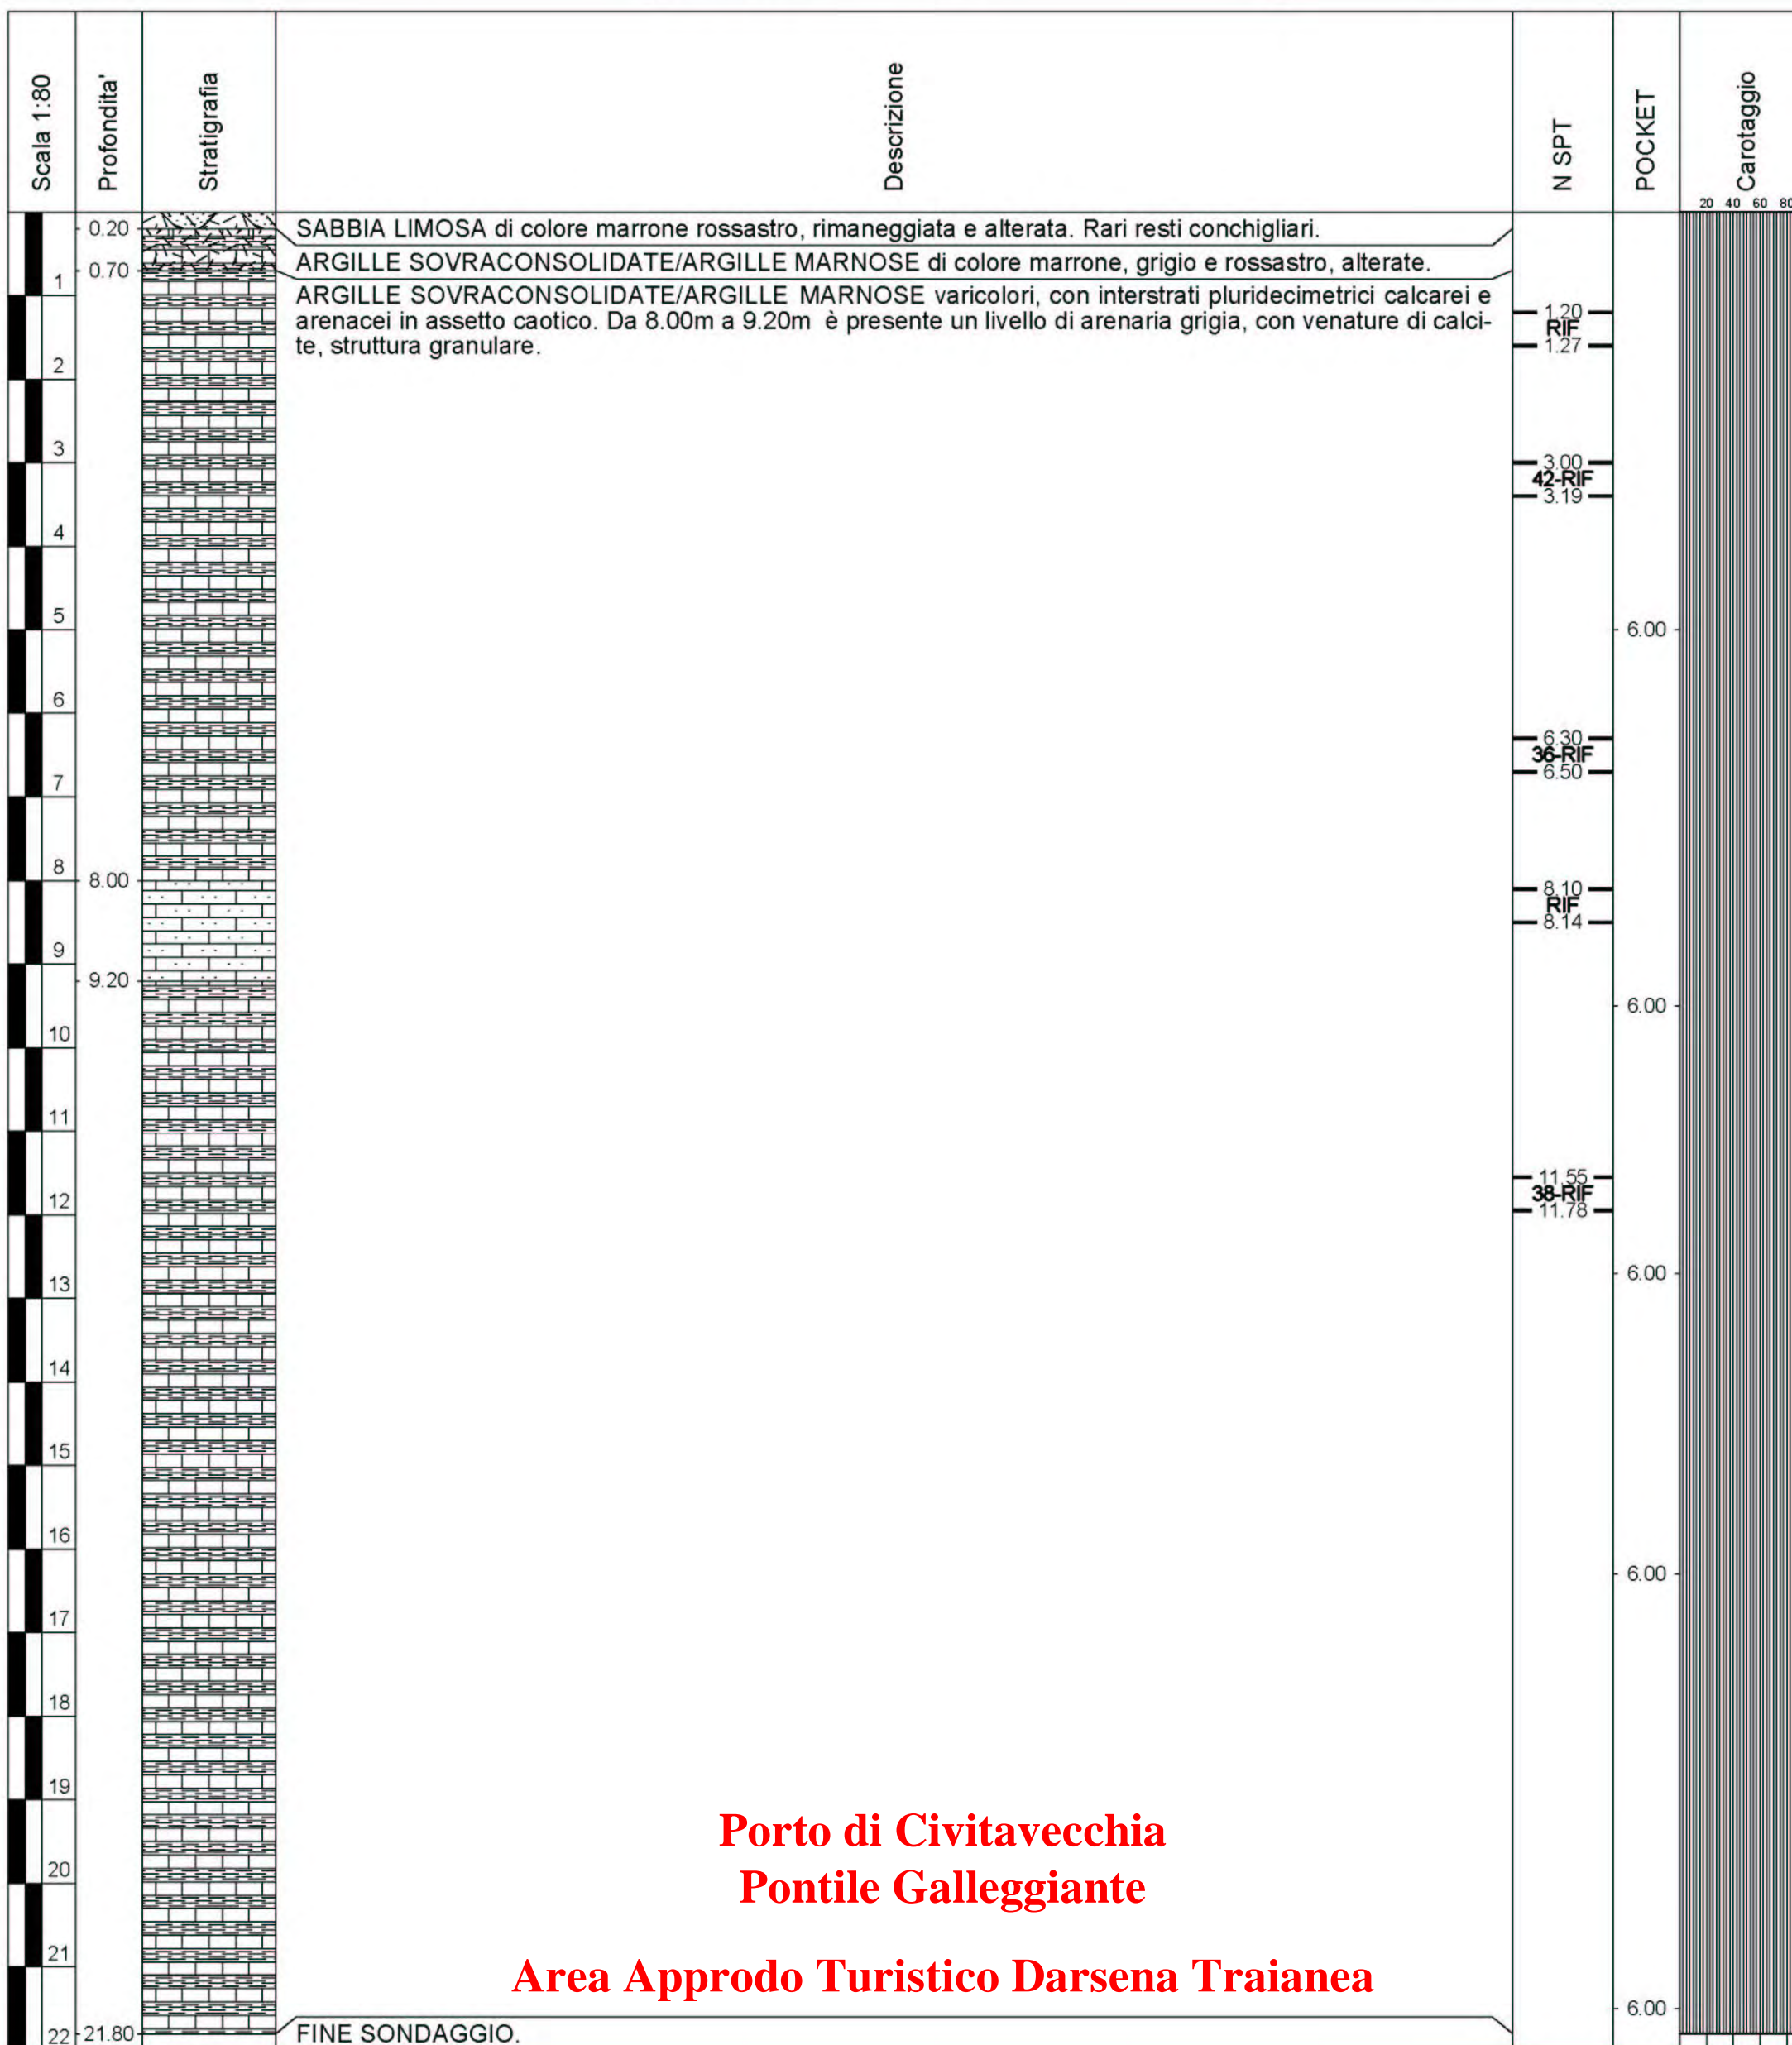 Scala 1:80
Profondita'
Stratigrafia
Descrizione
N SPT
POCKET
Carotaggio
20 40 60 80
0.20
SABBIA LIMOSA di colore marrone rossastro, rimaneggiata e alterata. Rari resti conchigliari.
0.70
ARGILLE SOVRACONSOLIDATE/ARGILLE MARNOSE di colore marrone, grigio e rossastro, alterate.
1
ARGILLE SOVRACONSOLIDATE/ARGILLE MARNOSE varicolori, con interstrati pluridecimetrici calcarei e
arenacei in assetto caotico. Da 8.00m a 9.20m è presente un livello di arenaria grigia, con venature di calci-
te, struttura granulare.
1.20
RIF
1.27
2
3
3.00
42-RIF
3.19
4
5
6.00
6
6.30
36-RIF
6.50
7
8
8.00
8.10
RIF
8.14
9
9.20
6.00
10
11
11.55
38-RIF
11.78
12
6.00
13
14
15
16
6.00
17
18
19
Porto di Civitavecchia
20
Pontile Galleggiante
21
Area Approdo Turistico Darsena Traianea
6.00
22
21.80
FINE SONDAGGIO.